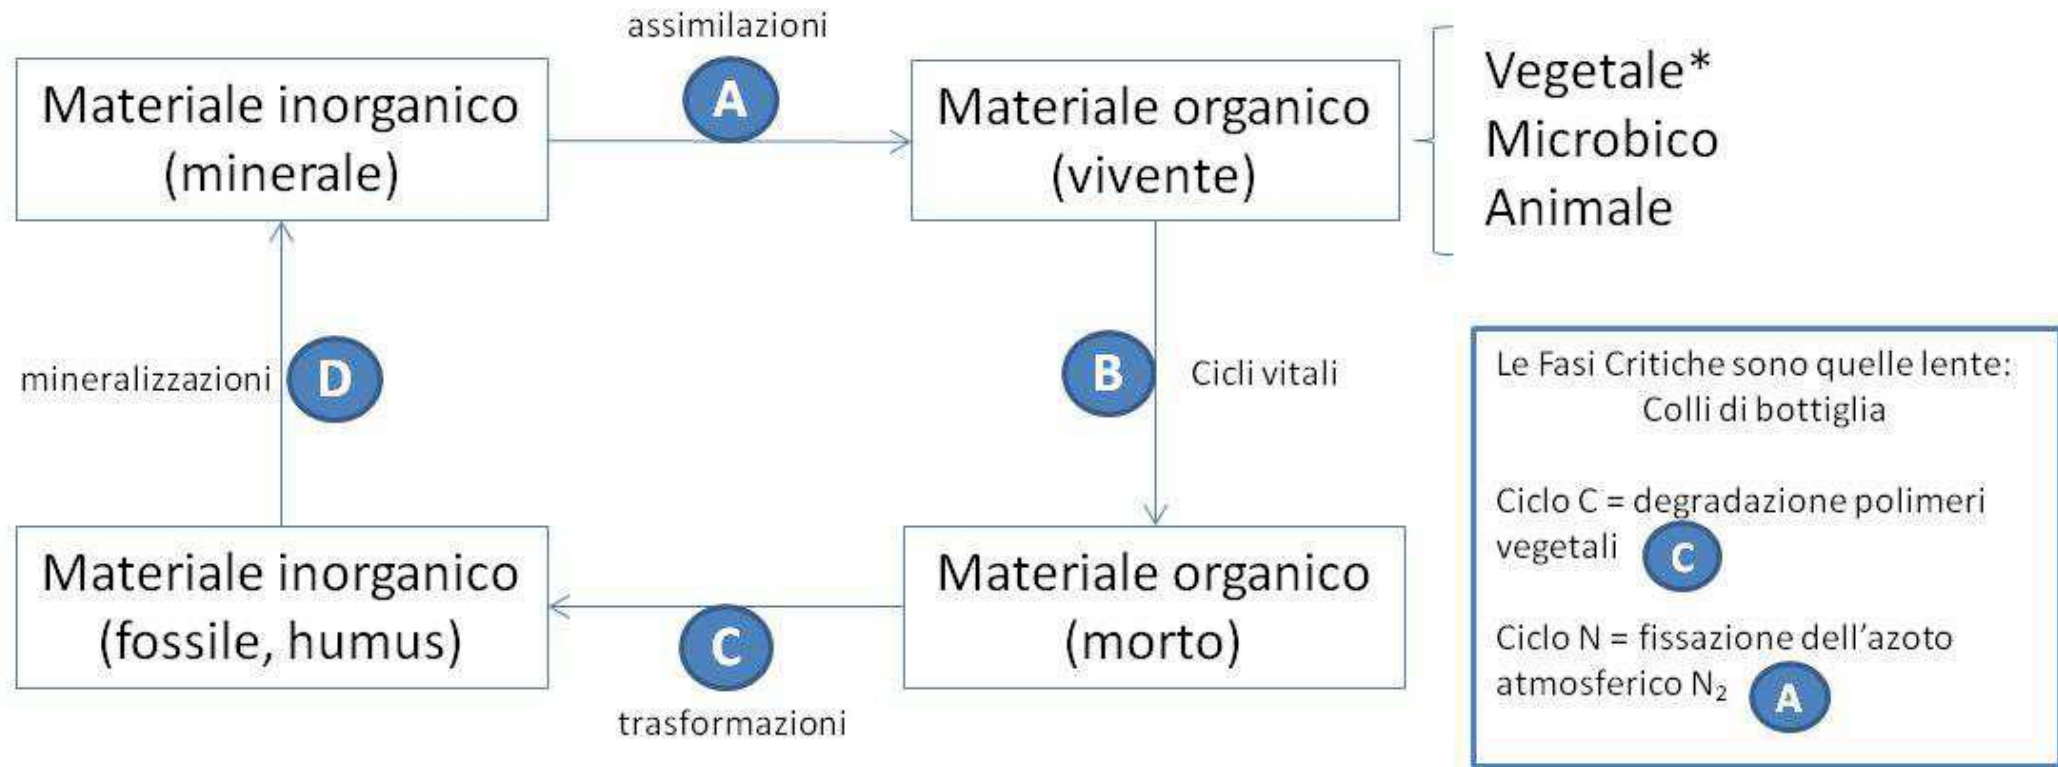 assimilazioni
Materiale inorganico
(minerale)
A
Materiale organico
(vivente)
Vegetale*
Microbico
Animale
mineralizzazioni
D
B
Cicli vitali
Materiale inorganico
(fossile, humus)
C
trasformazioni
Materiale organico
(morto)
Le Fasi Critiche sono quelle lente:
Colli di bottiglia
Ciclo C = degradazione polimeri
vegetali C
Ciclo N = fissazione dell'azoto
atmosferico N₂ A